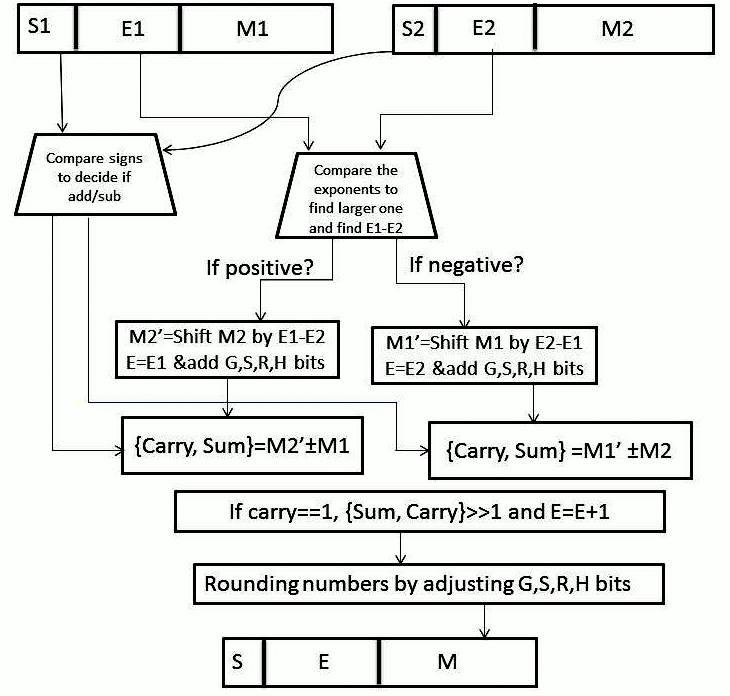 S1 E1 M1
S2 E2 M2
Compare signs
to decide if
add/sub
Compare the
exponents to
find larger one
and find E1-E2
If positive?
If negative?
M2′=Shift M2 by E1-E2
E=E1 &add G,S,R,H bits
M1′=Shift M1 by E2-E1
E=E2 &add G,S,R,H bits
{Carry, Sum}=M2′±M1
{Carry, Sum} =M1′ ±M2
If carry==1, {Sum, Carry}>>1 and E=E+1
Rounding numbers by adjusting G,S,R,H bits
S E M